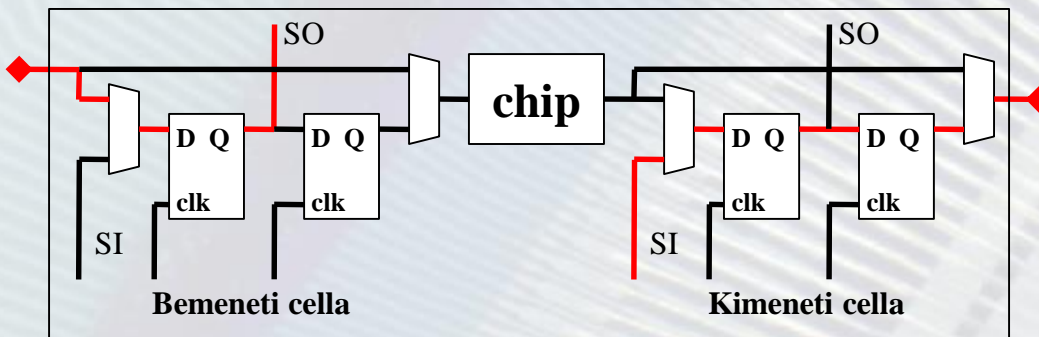 SO
SO
chip
D Q
D Q
D Q
D Q
clk
clk
clk
clk
SI
SI
Bemeneti cella
Kimeneti cella